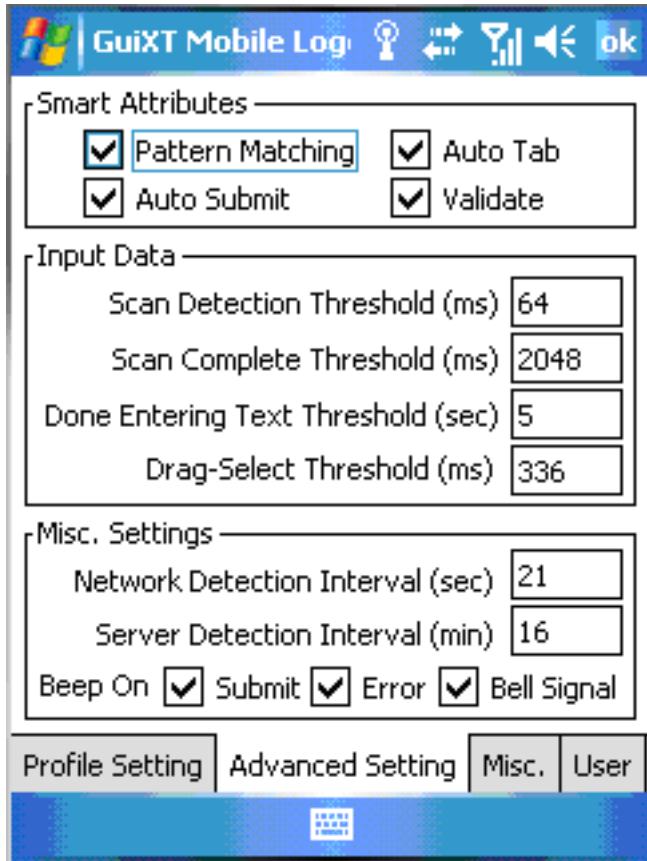 GuiXT Mobile Log ok
Smart Attributes
Pattern Matching Auto Tab
Auto Submit Validate
Input Data
Scan Detection Threshold (ms) 64
Scan Complete Threshold (ms) 2048
Done Entering Text Threshold (sec) 5
Drag-Select Threshold (ms) 336
Misc. Settings
Network Detection Interval (sec) 21
Server Detection Interval (min) 16
Beep On Submit Error Bell Signal
Profile Setting Advanced Setting Misc. User